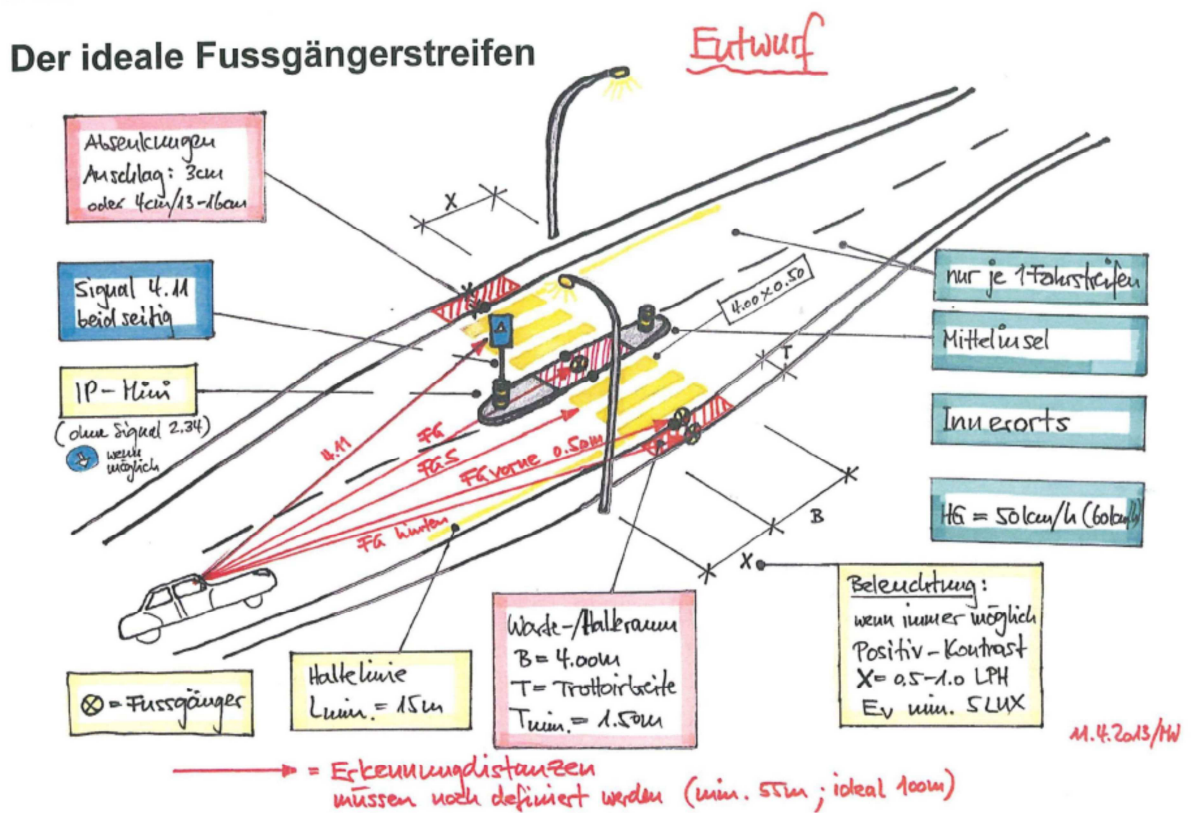 Der ideale Fussgängerstreifen
Entwurf
Absenkungen
Anschlag: 3cm
oder 4cm/13-16cm
X
Signal 4.11
beidseitig
IP-Mini
(ohne Signal 2.34)
wenn
möglich
4.00 x 0.50
nur je 1 Fahrstreifen
Mittelinsel
T
Innerorts
HG = 50km/h (60km/h)
4.11
FG
FGS
FG vorne 0.50m
FG hinten
B
X
Beleuchtung:
wenn immer möglich
Positiv-Kontrast
X = 0.5-1.0 LPH
Ev min. 5 LUX
Warte-/Halteraum
B = 4.00m
T = Trottoirbreite
Tmin. = 1.50m
Haltelinie
Lmin. = 15m
= Fussgänger
11.4.2013/HW
= Erkennungdistanzen
müssen noch definiert werden (min. 55m; ideal 100m)